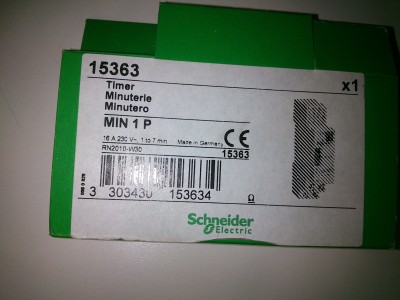 15363
x1
Timer
Minuterie
Minutero
MIN 1 P
16 A 230 V~, 1 to 7 min Made in Germany CE
RN2010-W30 15363
3 303430 153634
Schneider
Electric